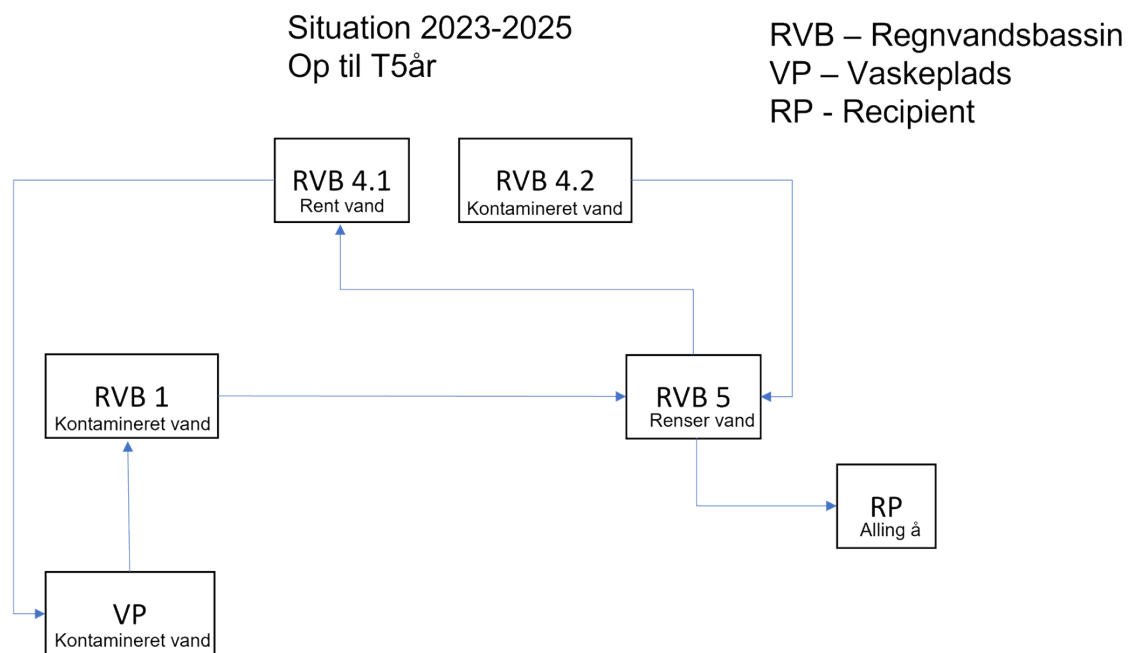 Situation 2023-2025
Op til T5år
RVB – Regnvandsbassin
VP – Vaskeplads
RP - Recipient
RVB 4.1
Rent vand
RVB 4.2
Kontamineret vand
RVB 1
Kontamineret vand
RVB 5
Renser vand
RP
Alling å
VP
Kontamineret vand